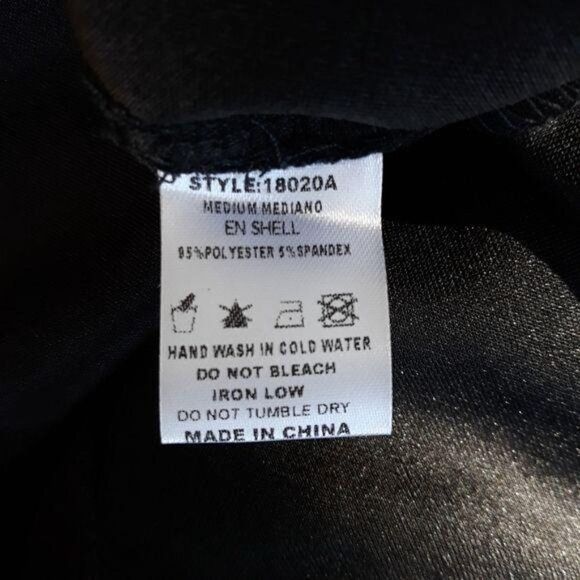 STYLE:18020A
MEDIUM MEDIANO
EN SHELL
95%POLYESTER 5%SPANDEX
HAND WASH IN COLD WATER
DO NOT BLEACH
IRON LOW
DO NOT TUMBLE DRY
MADE IN CHINA